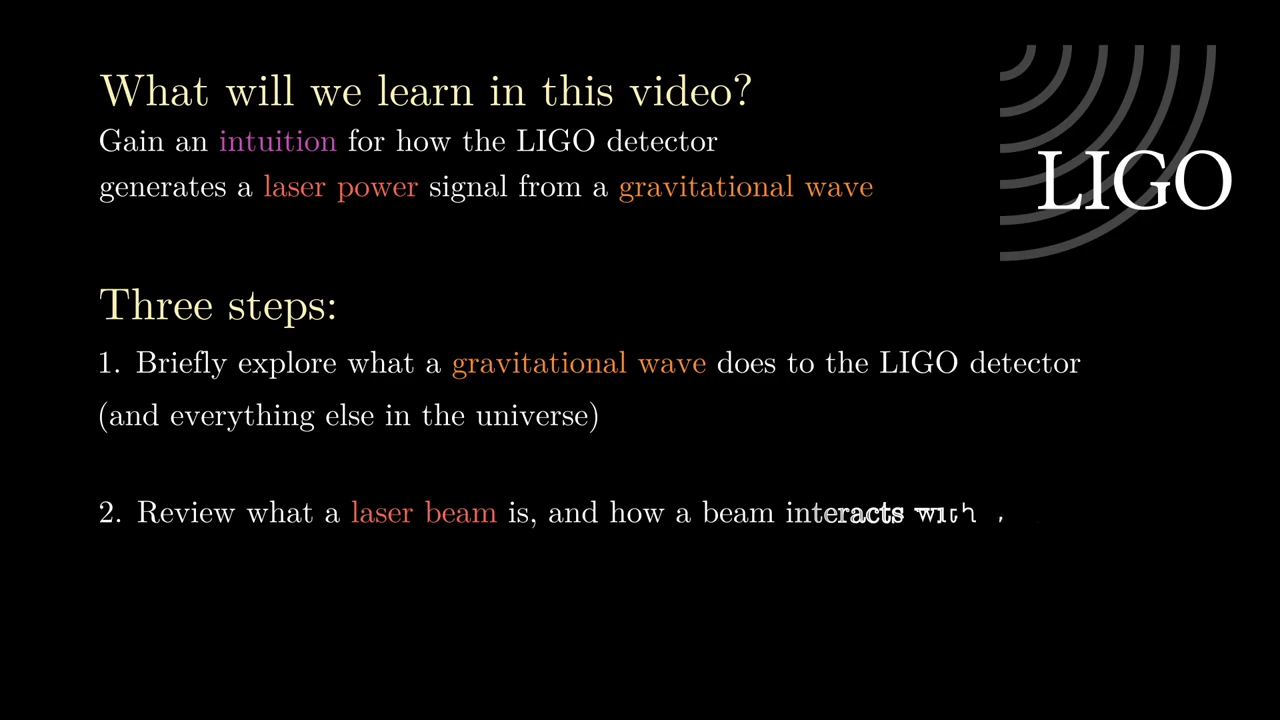 What will we learn in this video?
Gain an intuition for how the LIGO detector
generates a laser power signal from a gravitational wave
LIGO
Three steps:
1. Briefly explore what a gravitational wave does to the LIGO detector
(and everything else in the universe)
2. Review what a laser beam is, and how a beam interacts with